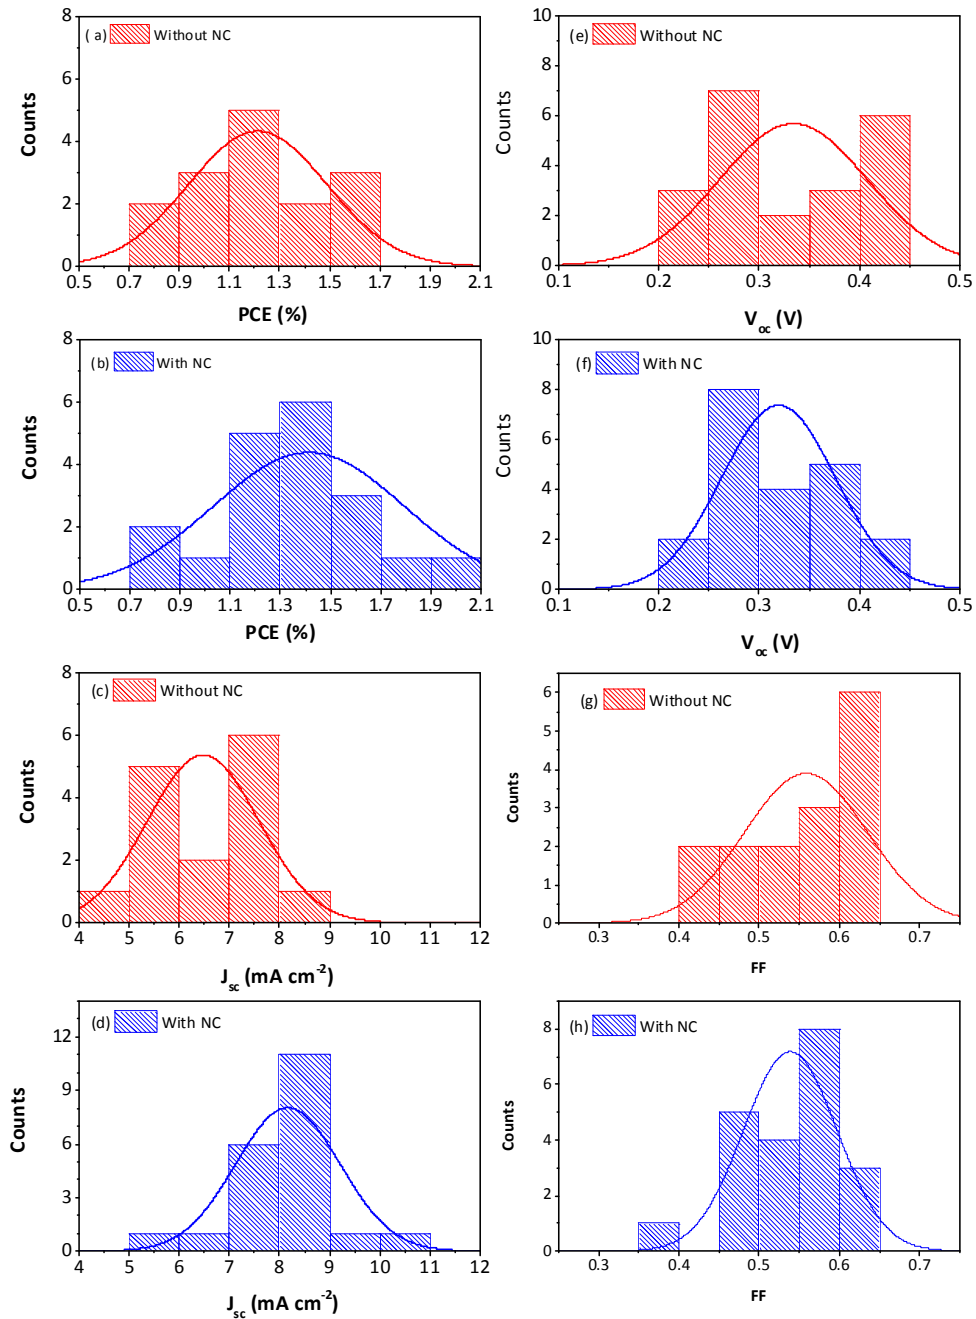 (a) Without NC
8
6
4
2
0
Counts
0.5 0.7 0.9 1.1 1.3 1.5 1.7 1.9 2.1
PCE (%)
(e) Without NC
10
8
6
4
2
0
Counts
0.1 0.2 0.3 0.4 0.5
V_oc (V)
(b) With NC
8
6
4
2
0
Counts
0.5 0.7 0.9 1.1 1.3 1.5 1.7 1.9 2.1
PCE (%)
(f) With NC
10
8
6
4
2
0
Counts
0.1 0.2 0.3 0.4 0.5
V_oc (V)
(c) Without NC
8
6
4
2
0
Counts
4 5 6 7 8 9 10 11 12
J_sc (mA cm⁻²)
(g) Without NC
6
5
4
3
2
1
0
Counts
0.3 0.4 0.5 0.6 0.7
FF
(d) With NC
12
9
6
3
0
Counts
4 5 6 7 8 9 10 11 12
J_sc (mA cm⁻²)
(h) With NC
8
6
4
2
0
Counts
0.3 0.4 0.5 0.6 0.7
FF